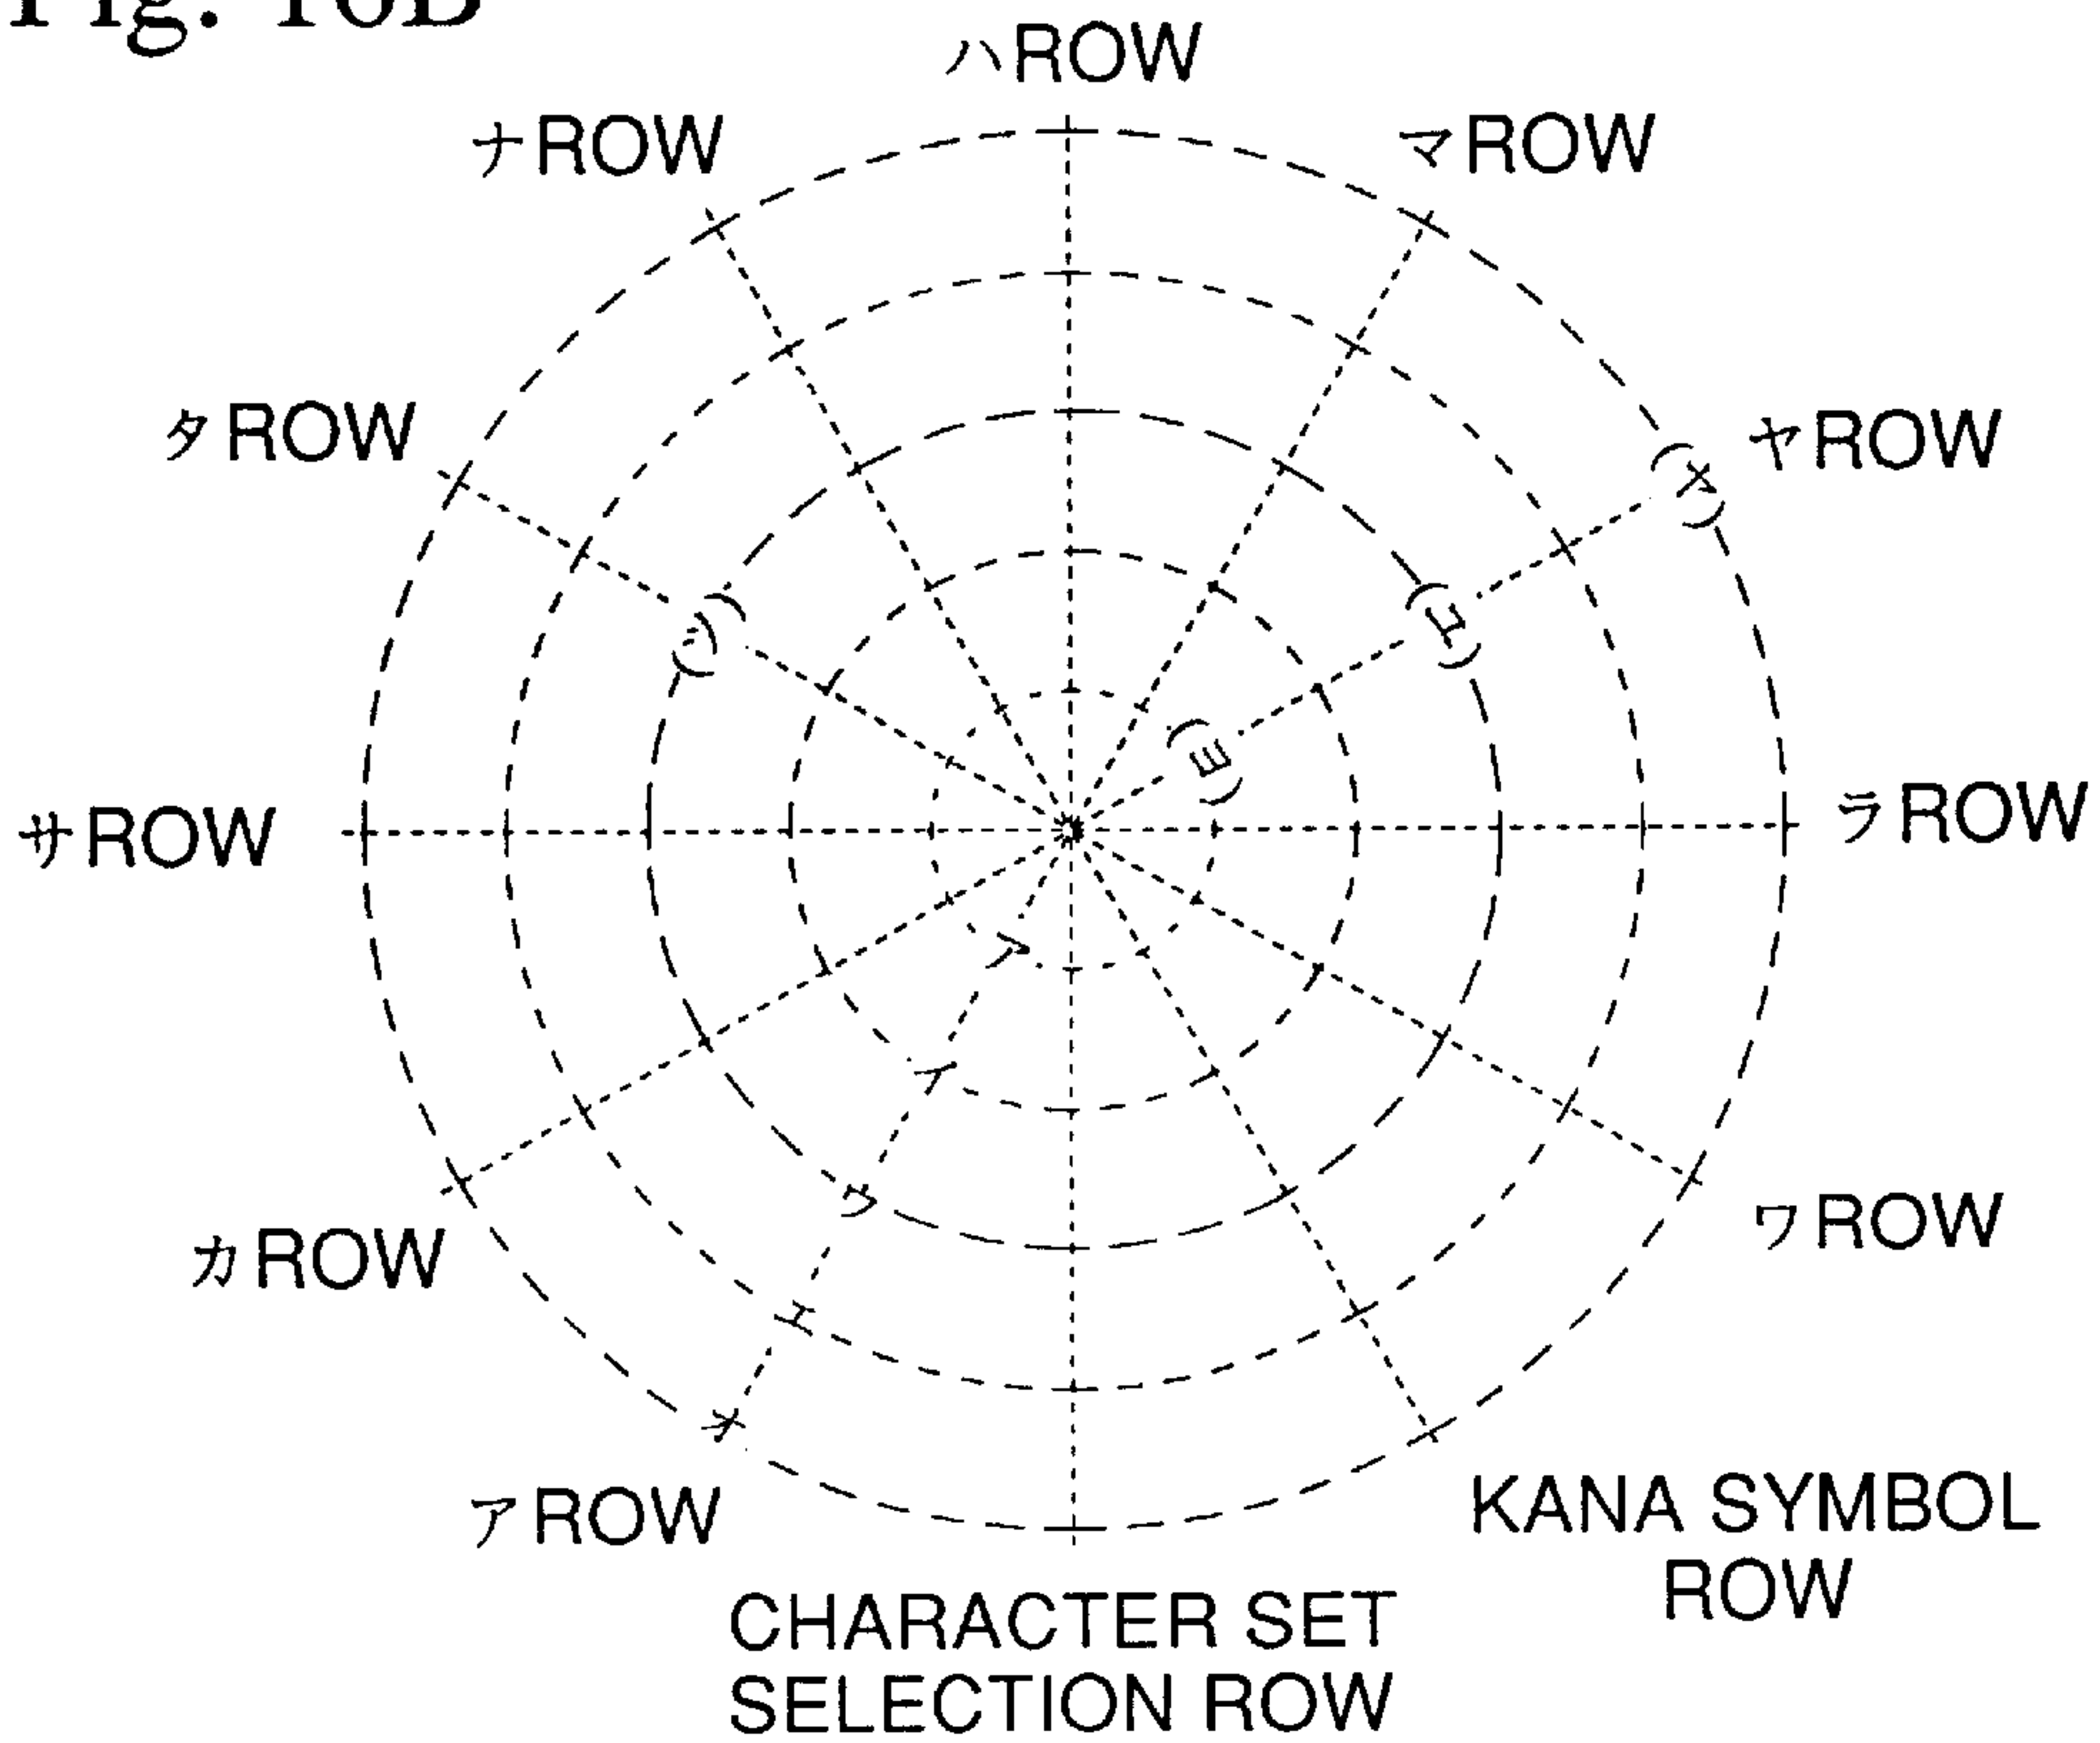 Fig. 10B
ハROW
ナROW
マROW
タROW
ヤROW
(ヤ)
(ユ)
(ッ)
(ヨ)
サROW
ラROW
ア
イ
ウ
カROW
ワROW
エ
オ
アROW
KANA SYMBOL
ROW
CHARACTER SET
SELECTION ROW